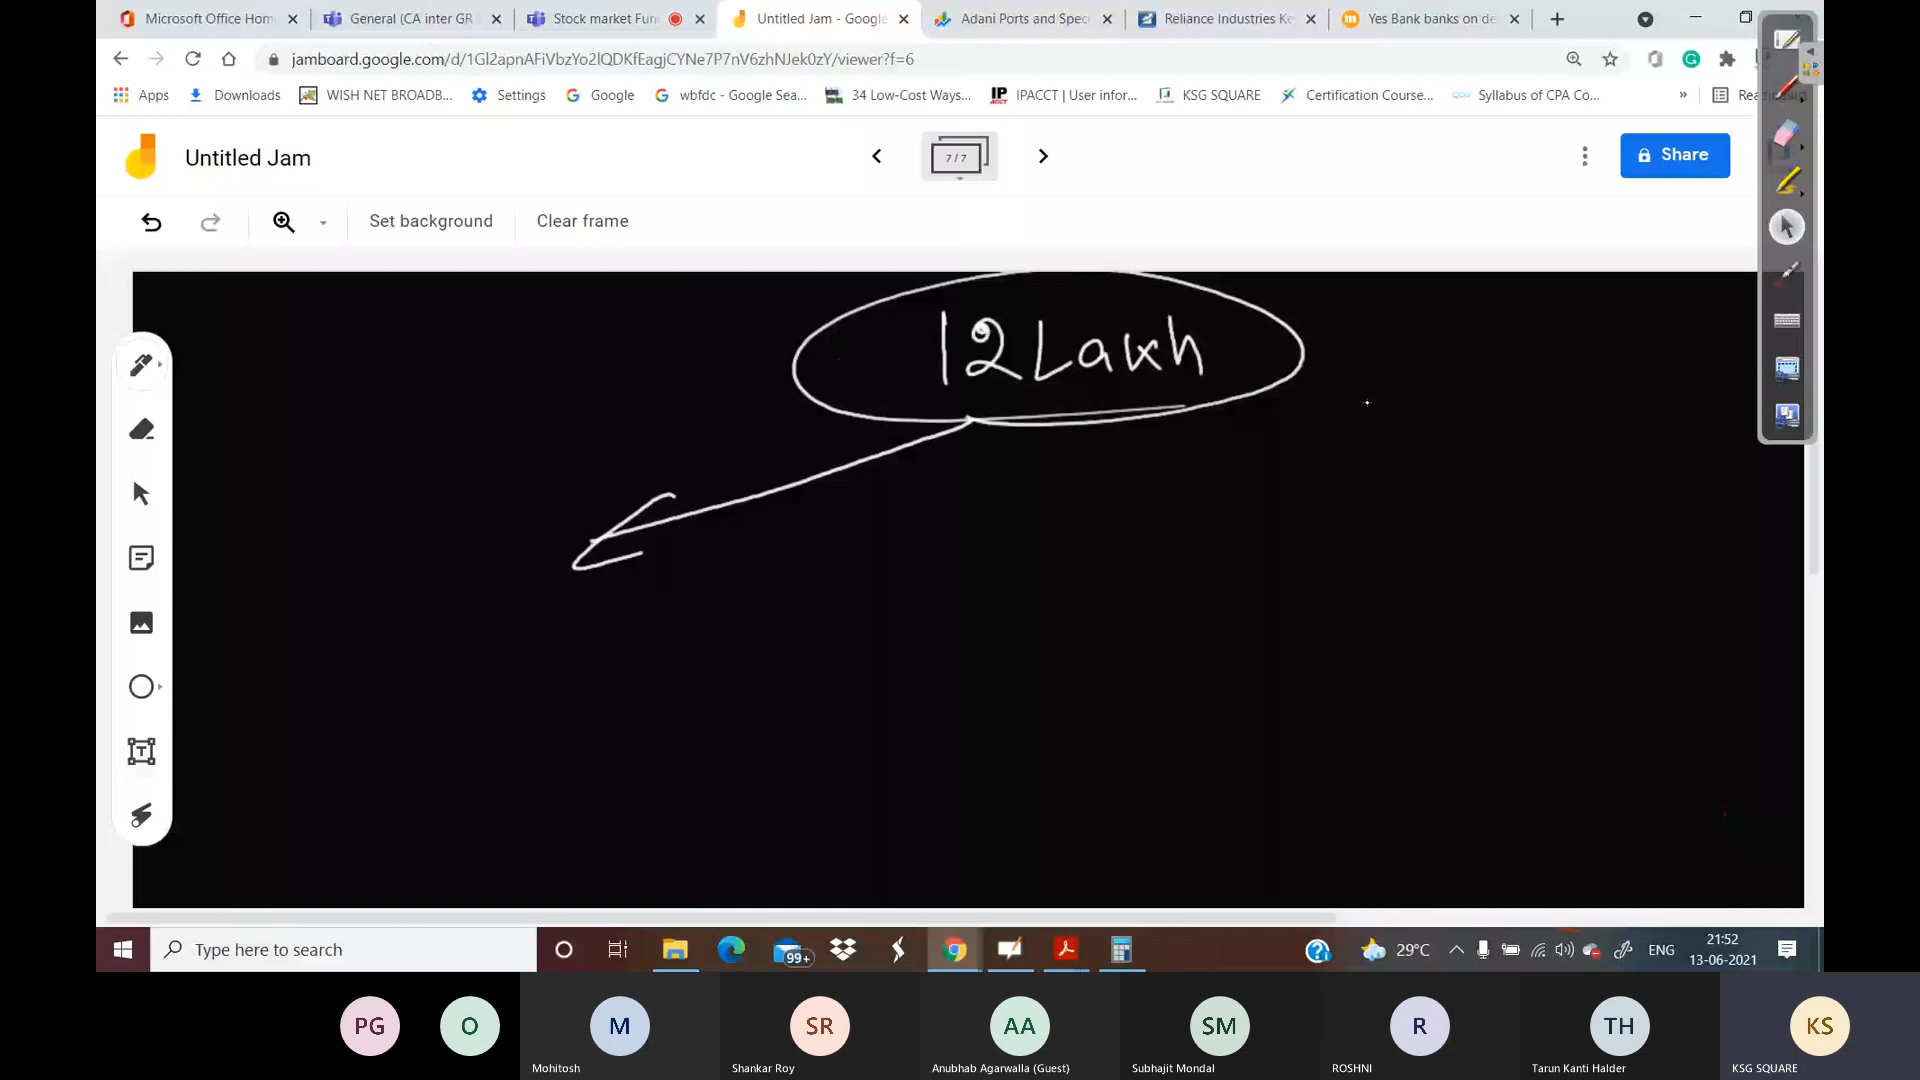 Microsoft Office Hom
General (CA inter GR
Stock market Fun
Untitled Jam - Google
Adani Ports and Spec
Reliance Industries Ke
Yes Bank banks on de
jamboard.google.com/d/1Gl2apnAFiVbzYo2lQDKfEagjCYNe7P7nV6zhNJek0zY/viewer?f=6
Apps
Downloads
WISH NET BROADB...
Settings
Google
wbfdc - Google Sea...
34 Low-Cost Ways...
IPACCT | User infor...
KSG SQUARE
Certification Course...
Syllabus of CPA Co...
»
Untitled Jam
7 / 7
Share
Set background
Clear frame
12 Lakh
Type here to search
99+
29°C
ENG
21:52
13-06-2021
PG
O
M
SR
AA
SM
R
TH
KS
Mohitosh
Shankar Roy
Anubhab Agarwalla (Guest)
Subhajit Mondal
ROSHNI
Tarun Kanti Halder
KSG SQUARE